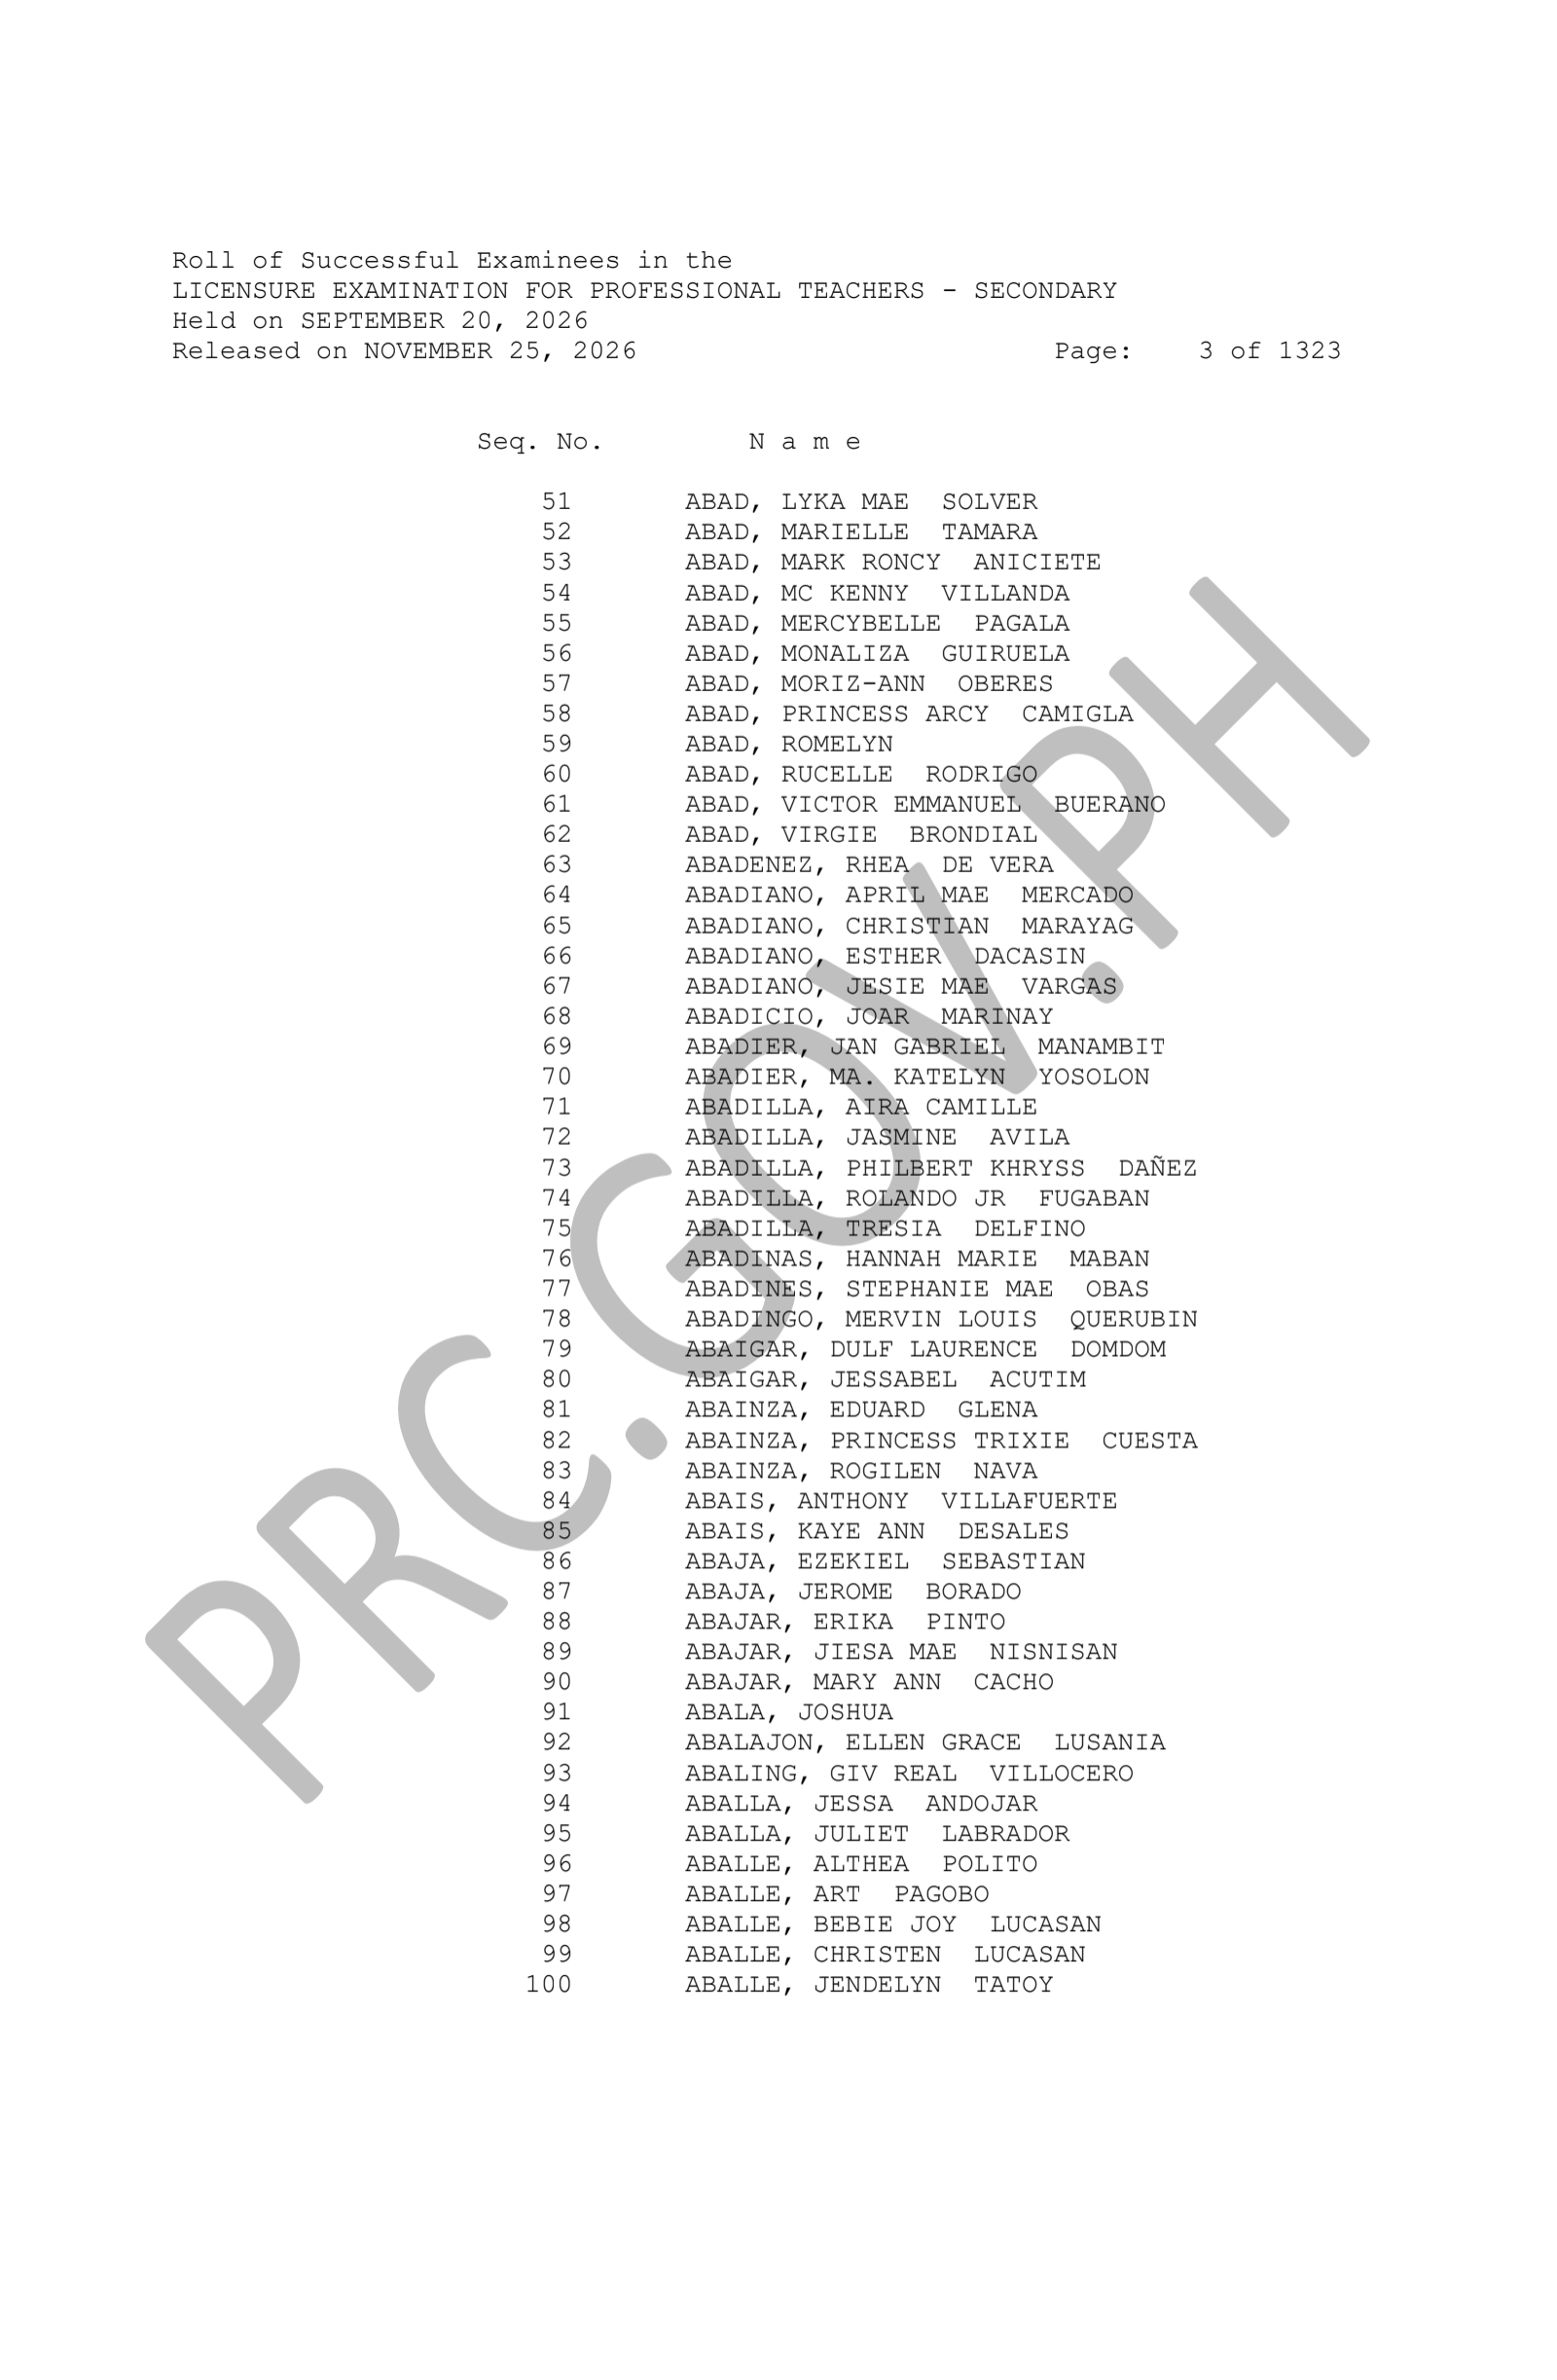 Roll of Successful Examinees in the
LICENSURE EXAMINATION FOR PROFESSIONAL TEACHERS - SECONDARY
Held on SEPTEMBER 20, 2026
Released on NOVEMBER 25, 2026 Page: 3 of 1323
Seq. No. N a m e
51 ABAD, LYKA MAE SOLVER
52 ABAD, MARIELLE TAMARA
53 ABAD, MARK RONCY ANICIETE
54 ABAD, MC KENNY VILLANDA
55 ABAD, MERCYBELLE PAGALA
56 ABAD, MONALIZA GUIRUELA
57 ABAD, MORIZ-ANN OBERES
58 ABAD, PRINCESS ARCY CAMIGLA
59 ABAD, ROMELYN
60 ABAD, RUCELLE RODRIGO
61 ABAD, VICTOR EMMANUEL BUERANO
62 ABAD, VIRGIE BRONDIAL
63 ABADENEZ, RHEA DE VERA
64 ABADIANO, APRIL MAE MERCADO
65 ABADIANO, CHRISTIAN MARAYAG
66 ABADIANO, ESTHER DACASIN
67 ABADIANO, JESIE MAE VARGAS
68 ABADICIO, JOAR MARINAY
69 ABADIER, JAN GABRIEL MANAMBIT
70 ABADIER, MA. KATELYN YOSOLON
71 ABADILLA, AIRA CAMILLE
72 ABADILLA, JASMINE AVILA
73 ABADILLA, PHILBERT KHRYSS DAÑEZ
74 ABADILLA, ROLANDO JR FUGABAN
75 ABADILLA, TRESIA DELFINO
76 ABADINAS, HANNAH MARIE MABAN
77 ABADINES, STEPHANIE MAE OBAS
78 ABADINGO, MERVIN LOUIS QUERUBIN
79 ABAIGAR, DULF LAURENCE DOMDOM
80 ABAIGAR, JESSABEL ACUTIM
81 ABAINZA, EDUARD GLENA
82 ABAINZA, PRINCESS TRIXIE CUESTA
83 ABAINZA, ROGILEN NAVA
84 ABAIS, ANTHONY VILLAFUERTE
85 ABAIS, KAYE ANN DESALES
86 ABAJA, EZEKIEL SEBASTIAN
87 ABAJA, JEROME BORADO
88 ABAJAR, ERIKA PINTO
89 ABAJAR, JIESA MAE NISNISAN
90 ABAJAR, MARY ANN CACHO
91 ABALA, JOSHUA
92 ABALAJON, ELLEN GRACE LUSANIA
93 ABALING, GIV REAL VILLOCERO
94 ABALLA, JESSA ANDOJAR
95 ABALLA, JULIET LABRADOR
96 ABALLE, ALTHEA POLITO
97 ABALLE, ART PAGOBO
98 ABALLE, BEBIE JOY LUCASAN
99 ABALLE, CHRISTEN LUCASAN
100 ABALLE, JENDELYN TATOY
PRC.GOV.PH